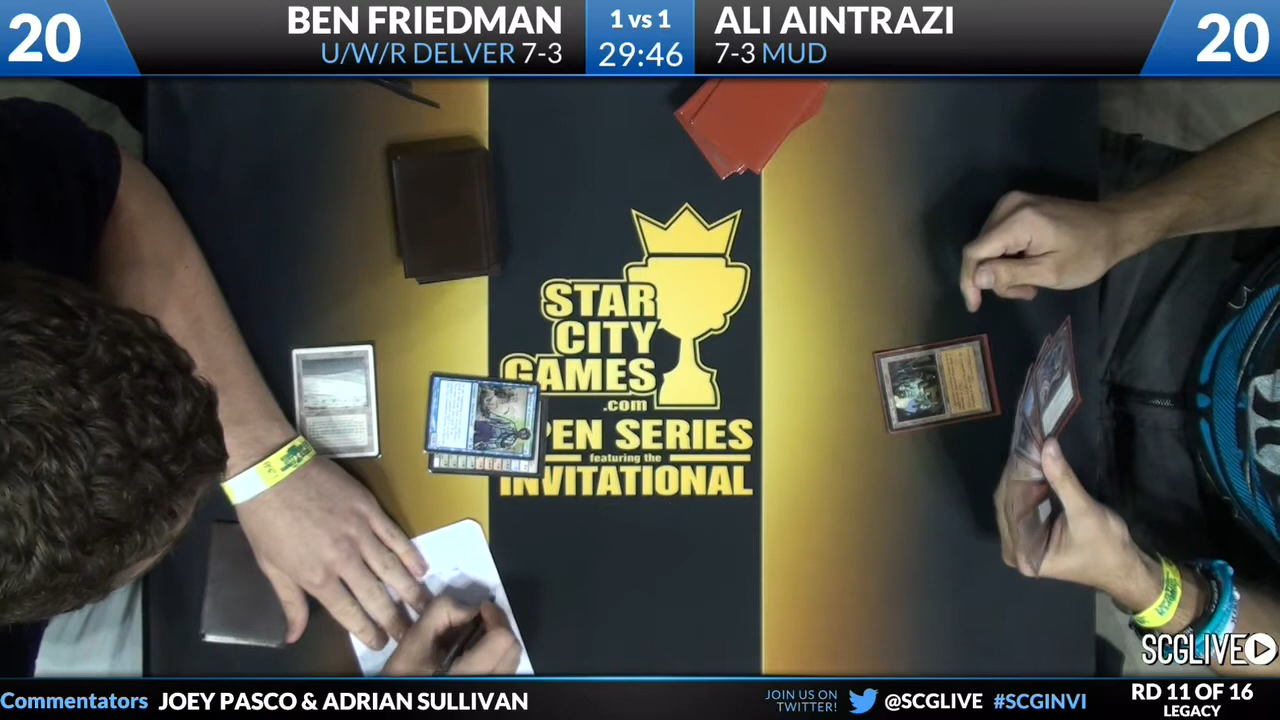 20
BEN FRIEDMAN
U/W/R DELVER 7-3
1 vs 1
29:46
ALI AINTRAZI
7-3 MUD
20
STAR
CITY
GAMES
.com
PEN SERIES
featuring the
INVITATIONAL
SCGLIVE
Commentators JOEY PASCO & ADRIAN SULLIVAN
JOIN US ON
TWITTER!
@SCGLIVE #SCGINVI
RD 11 OF 16
LEGACY